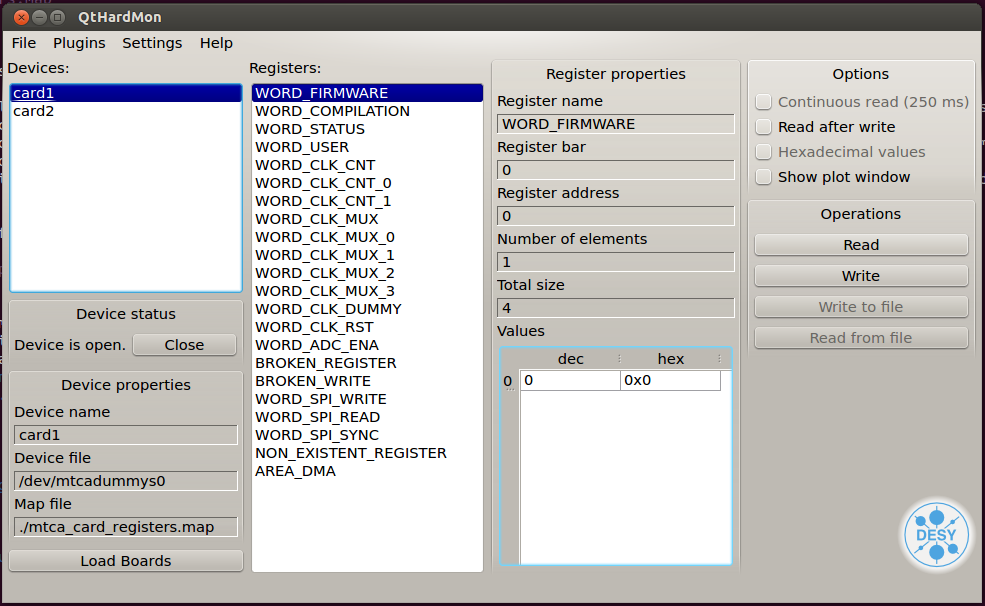 QtHardMon
File Plugins Settings Help
Devices:
card1
card2
Device status
Device is open. Close
Device properties
Device name
card1
Device file
/dev/mtcadummys0
Map file
./mtca_card_registers.map
Load Boards
Registers:
WORD_FIRMWARE
WORD_COMPILATION
WORD_STATUS
WORD_USER
WORD_CLK_CNT
WORD_CLK_CNT_0
WORD_CLK_CNT_1
WORD_CLK_MUX
WORD_CLK_MUX_0
WORD_CLK_MUX_1
WORD_CLK_MUX_2
WORD_CLK_MUX_3
WORD_CLK_DUMMY
WORD_CLK_RST
WORD_ADC_ENA
BROKEN_REGISTER
BROKEN_WRITE
WORD_SPI_WRITE
WORD_SPI_READ
WORD_SPI_SYNC
NON_EXISTENT_REGISTER
AREA_DMA
Register properties
Register name
WORD_FIRMWARE
Register bar
0
Register address
0
Number of elements
1
Total size
4
Values
dec hex
0 0 0x0
Options
Continuous read (250 ms)
Read after write
Hexadecimal values
Show plot window
Operations
Read
Write
Write to file
Read from file
DESY